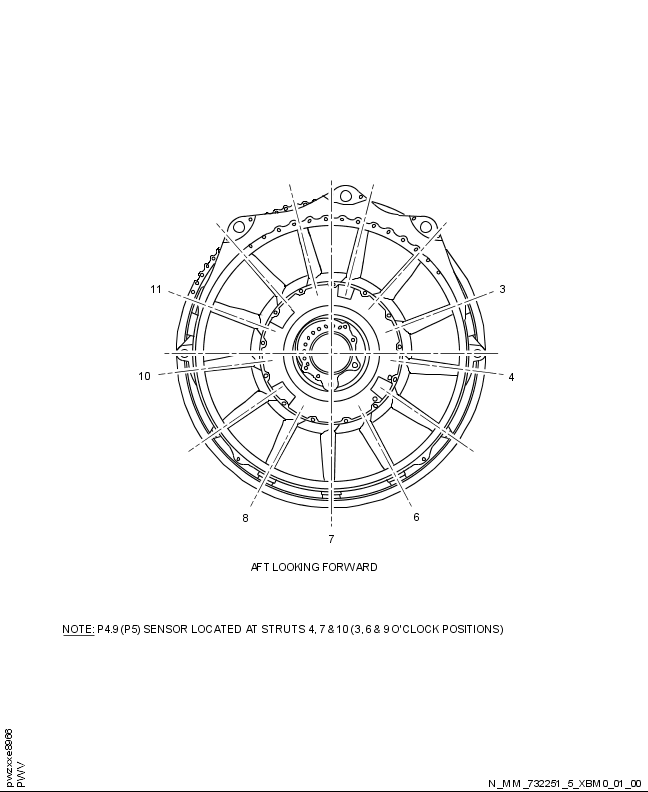 11
3
10
4
8
6
7
AFT LOOKING FORWARD
NOTE: P4.9 (P5) SENSOR LOCATED AT STRUTS 4, 7 & 10 (3, 6 & 9 O'CLOCK POSITIONS)
pwzxxe8966
PWV
N_MM_732251_5_XBM0_01_00